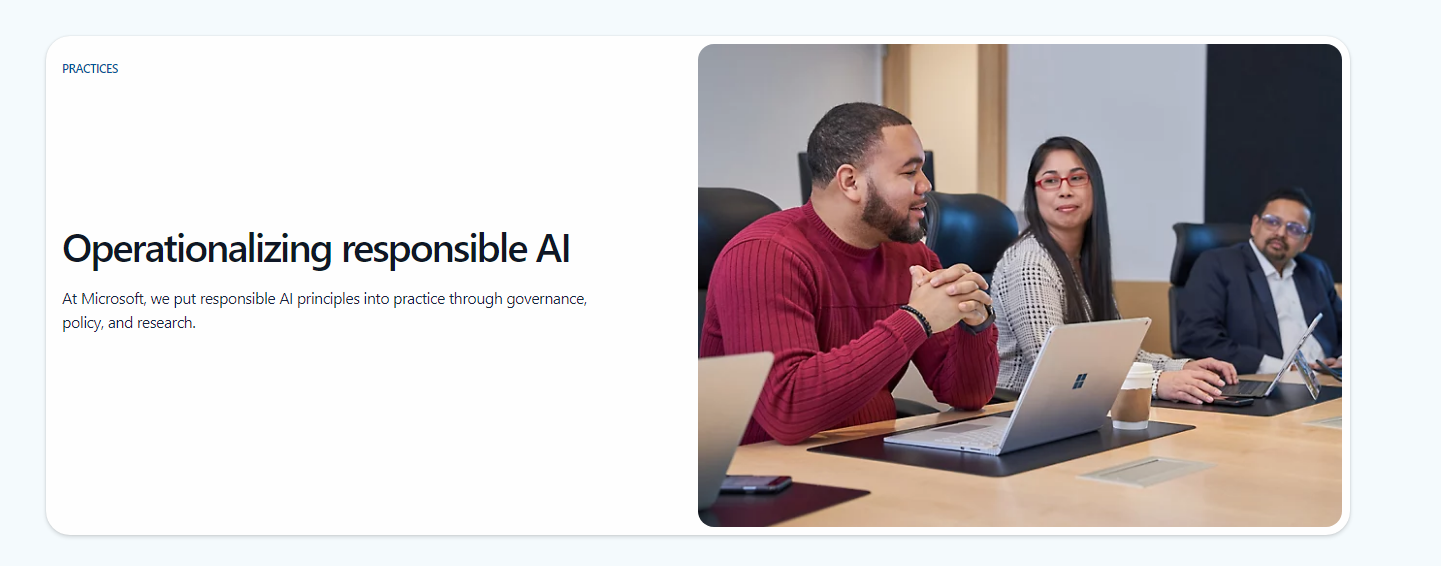 PRACTICES
Operationalizing responsible AI
At Microsoft, we put responsible AI principles into practice through governance,
policy, and research.